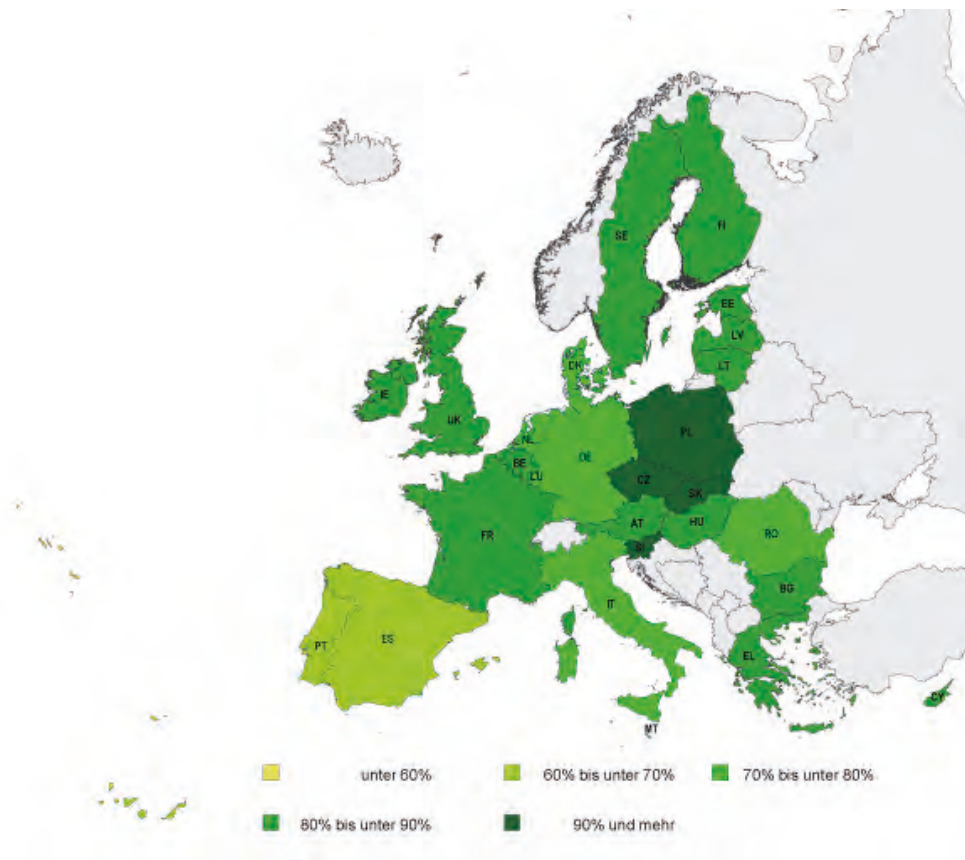 SE
FI
EE
LV
LT
DK
IE
UK
NL
BE
LU
DE
PL
CZ
SK
AT
HU
SI
FR
RO
BG
IT
PT
ES
EL
CY
MT
unter 60% 60% bis unter 70% 70% bis unter 80%
80% bis unter 90% 90% und mehr